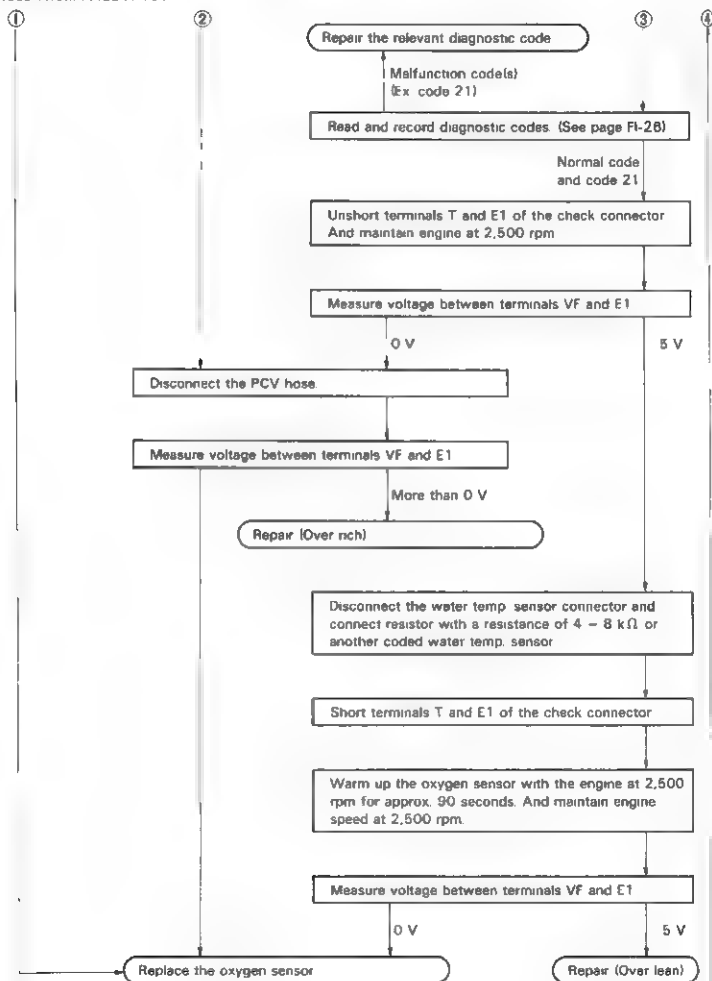 ① ② ③ ④
Repair the relevant diagnostic code
Malfunction code(s)
(Ex code 21)
Read and record diagnostic codes. (See page FI-26)
Normal code
and code 21
Unshort terminals T and E1 of the check connector
And maintain engine at 2,500 rpm
Measure voltage between terminals VF and E1
0 V
5 V
Disconnect the PCV hose.
Measure voltage between terminals VF and E1
More than 0 V
Repair (Over rich)
Disconnect the water temp sensor connector and
connect resistor with a resistance of 4 – 8 kΩ or
another coded water temp. sensor
Short terminals T and E1 of the check connector
Warm up the oxygen sensor with the engine at 2,500
rpm for approx. 90 seconds. And maintain engine
speed at 2,500 rpm.
Measure voltage between terminals VF and E1
0 V
5 V
Replace the oxygen sensor
Repair (Over lean)